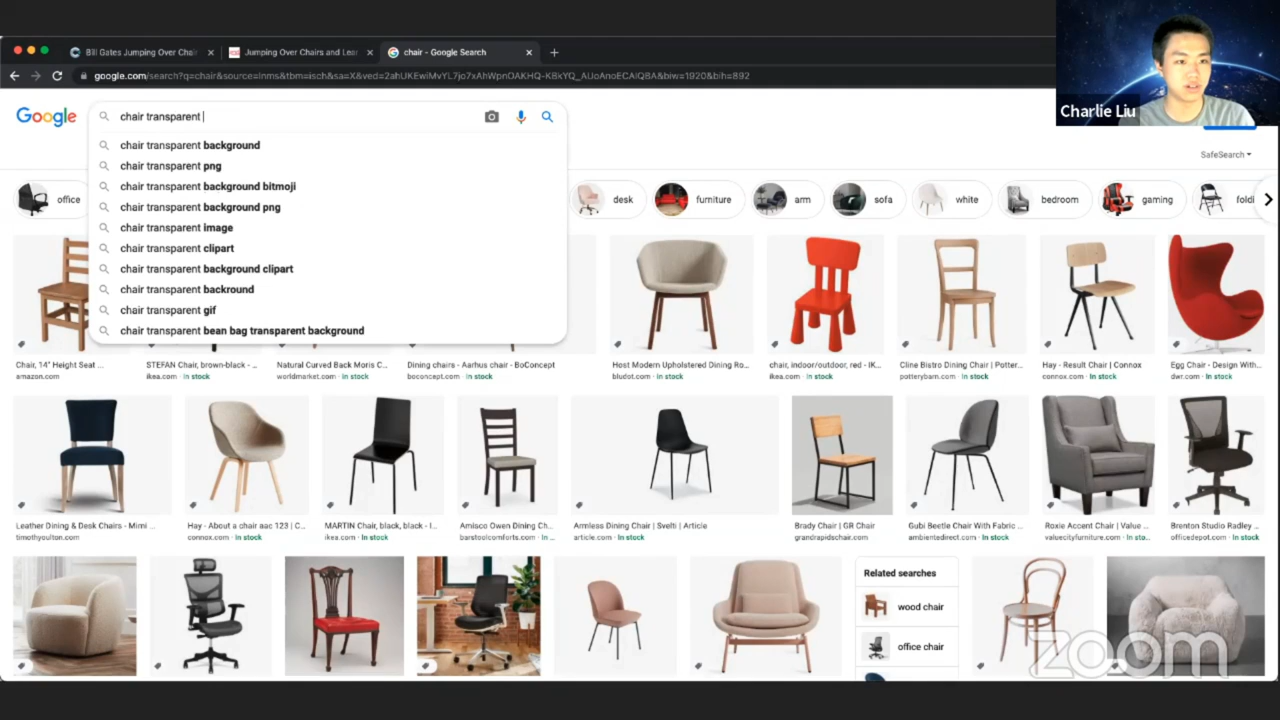 Bill Gates Jumping Over Chai
Jumping Over Chairs and Lear
chair - Google Search
google.com/search?q=chair&source=lnms&tbm=isch&sa=X&ved=
Charlie Liu
Google
chair transparent
SafeSearch
chair transparent background
chair transparent png
chair transparent background bitmoji
chair transparent background png
chair transparent image
chair transparent clipart
chair transparent background clipart
chair transparent backround
chair transparent gif
chair transparent bean bag transparent background
office
desk
furniture
arm
sofa
white
bedroom
gaming
foldi
Chair, 14" Height Seat ...
amazon.com
STEFAN Chair, brown-black - ...
ikea.com · In stock
Natural Curved Back Moris C...
worldmarket.com · In stock
Dining chairs - Aarhus chair - BoConcept
boconcept.com · In stock
Host Modern Upholstered Dining Ro...
bludot.com · In stock
chair, indoor/outdoor, red - IK...
ikea.com · In stock
Cline Bistro Dining Chair | Potter...
potterybarn.com · In stock
Hay - Result Chair | Connox
connox.com · In stock
Egg Chair - Design With...
dwr.com · In stock
Leather Dining & Desk Chairs - Mimi ...
timothyoulton.com
Hay - About a chair aac 123 | C...
connox.com · In stock
MARTIN Chair, black, black - I...
ikea.com · In stock
Amisco Owen Dining Ch...
barstoolcomforts.com · In ...
Armless Dining Chair | Svelti | Article
article.com · In stock
Brady Chair | GR Chair
grandrapidschair.com
Gubi Beetle Chair With Fabric ...
ambientedirect.com · In stock
Roxie Accent Chair | Value ...
valuecityfurniture.com · In sto...
Brenton Studio Radley ...
officedepot.com · In stock
Related searches
wood chair
office chair
zoom